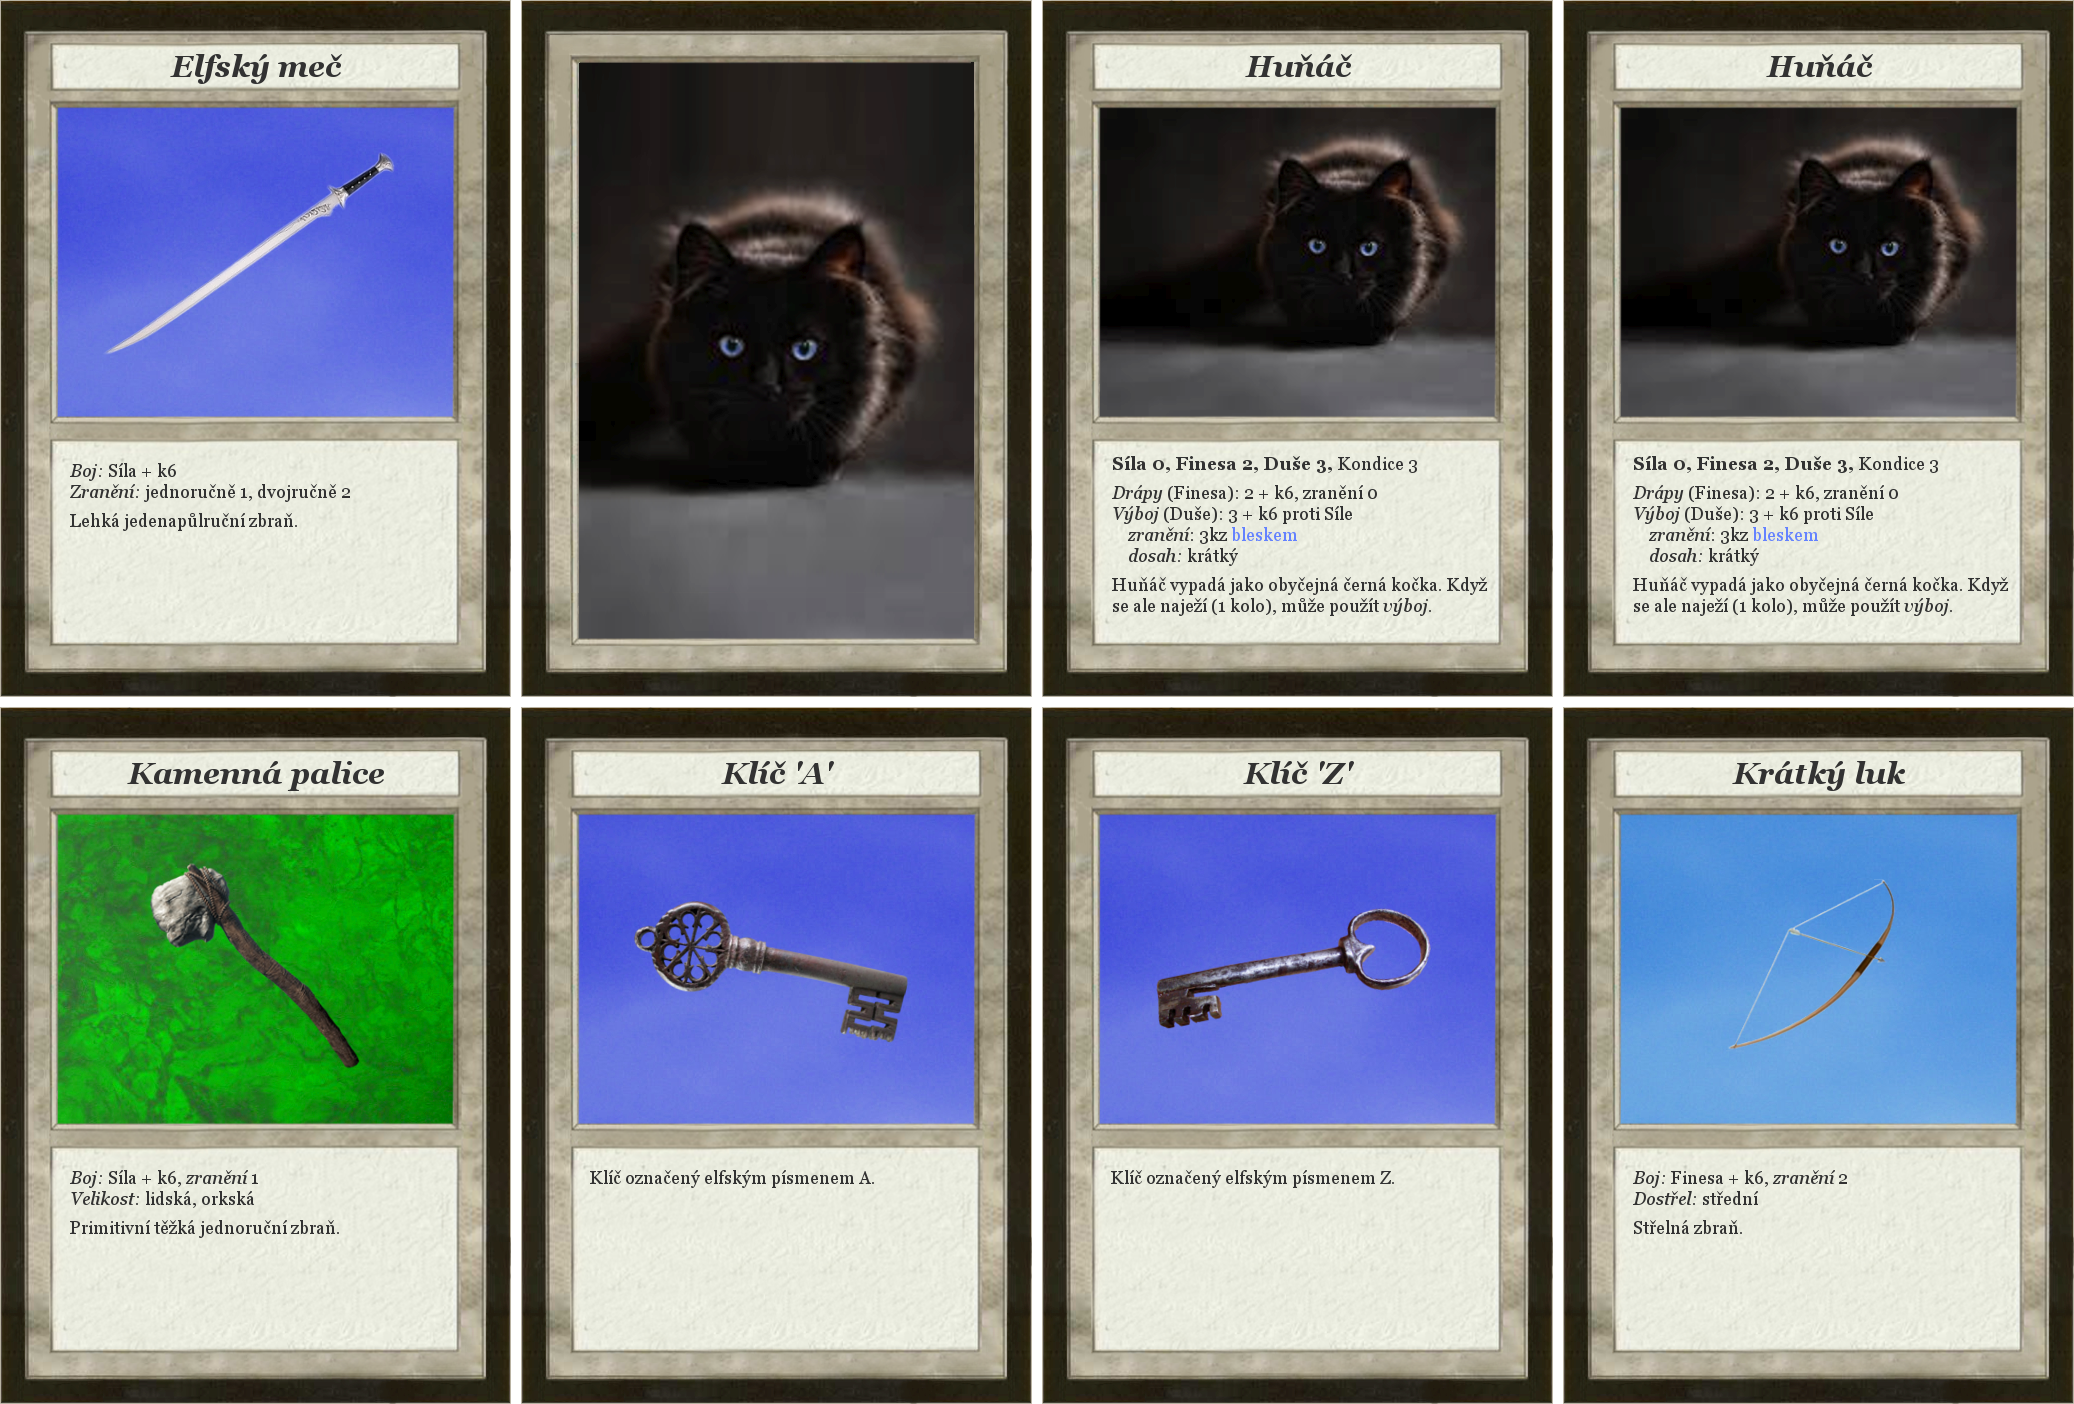 Elfský meč
Boj: Síla + k6
Zranění: jednoručně 1, dvojručně 2
Lehká jedenapůlruční zbraň.
Huňáč
Síla 0, Finesa 2, Duše 3, Kondice 3
Drápy (Finesa): 2 + k6, zranění 0
Výboj (Duše): 3 + k6 proti Síle
zranění: 3kz bleskem
dosah: krátký
Huňáč vypadá jako obyčejná černá kočka. Když
se ale naježí (1 kolo), může použít výboj.
Huňáč
Síla 0, Finesa 2, Duše 3, Kondice 3
Drápy (Finesa): 2 + k6, zranění 0
Výboj (Duše): 3 + k6 proti Síle
zranění: 3kz bleskem
dosah: krátký
Huňáč vypadá jako obyčejná černá kočka. Když
se ale naježí (1 kolo), může použít výboj.
Kamenná palice
Boj: Síla + k6, zranění 1
Velikost: lidská, orkská
Primitivní těžká jednoruční zbraň.
Klíč 'A'
Klíč označený elfským písmenem A.
Klíč 'Z'
Klíč označený elfským písmenem Z.
Krátký luk
Boj: Finesa + k6, zranění 2
Dostřel: střední
Střelná zbraň.